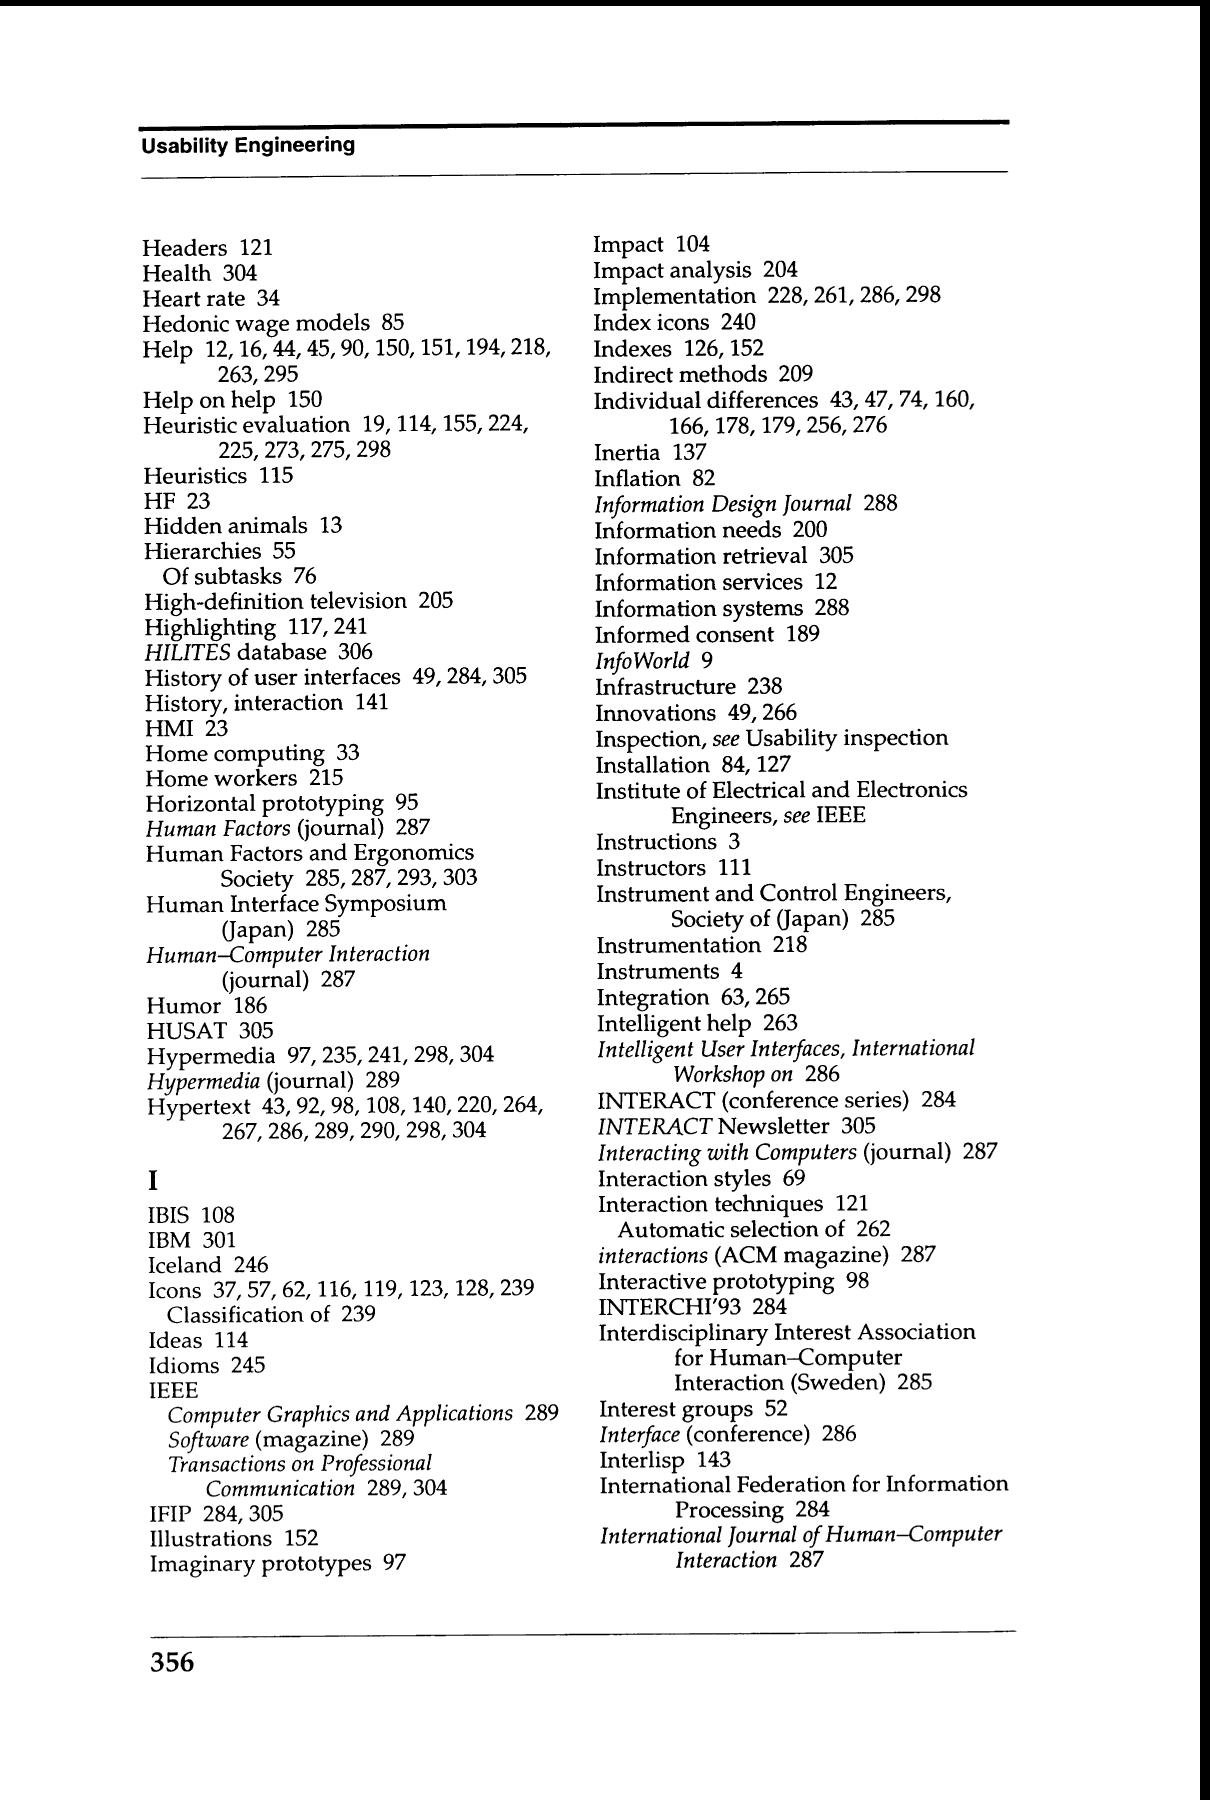 Usability Engineering
Headers 121
Health 304
Heart rate 34
Hedonic wage models 85
Help 12, 16, 44, 45, 90, 150, 151, 194, 218,
263, 295
Help on help 150
Heuristic evaluation 19, 114, 155, 224,
225, 273, 275, 298
Heuristics 115
HF 23
Hidden animals 13
Hierarchies 55
Of subtasks 76
High-definition television 205
Highlighting 117, 241
HILITES database 306
History of user interfaces 49, 284, 305
History, interaction 141
HMI 23
Home computing 33
Home workers 215
Horizontal prototyping 95
Human Factors (journal) 287
Human Factors and Ergonomics
Society 285, 287, 293, 303
Human Interface Symposium
(Japan) 285
Human–Computer Interaction
(journal) 287
Humor 186
HUSAT 305
Hypermedia 97, 235, 241, 298, 304
Hypermedia (journal) 289
Hypertext 43, 92, 98, 108, 140, 220, 264,
267, 286, 289, 290, 298, 304
I
IBIS 108
IBM 301
Iceland 246
Icons 37, 57, 62, 116, 119, 123, 128, 239
Classification of 239
Ideas 114
Idioms 245
IEEE
Computer Graphics and Applications 289
Software (magazine) 289
Transactions on Professional
Communication 289, 304
IFIP 284, 305
Illustrations 152
Imaginary prototypes 97
Impact 104
Impact analysis 204
Implementation 228, 261, 286, 298
Index icons 240
Indexes 126, 152
Indirect methods 209
Individual differences 43, 47, 74, 160,
166, 178, 179, 256, 276
Inertia 137
Inflation 82
Information Design Journal 288
Information needs 200
Information retrieval 305
Information services 12
Information systems 288
Informed consent 189
InfoWorld 9
Infrastructure 238
Innovations 49, 266
Inspection, see Usability inspection
Installation 84, 127
Institute of Electrical and Electronics
Engineers, see IEEE
Instructions 3
Instructors 111
Instrument and Control Engineers,
Society of (Japan) 285
Instrumentation 218
Instruments 4
Integration 63, 265
Intelligent help 263
Intelligent User Interfaces, International
Workshop on 286
INTERACT (conference series) 284
INTERACT Newsletter 305
Interacting with Computers (journal) 287
Interaction styles 69
Interaction techniques 121
Automatic selection of 262
interactions (ACM magazine) 287
Interactive prototyping 98
INTERCHI'93 284
Interdisciplinary Interest Association
for Human–Computer
Interaction (Sweden) 285
Interest groups 52
Interface (conference) 286
Interlisp 143
International Federation for Information
Processing 284
International Journal of Human–Computer
Interaction 287
356